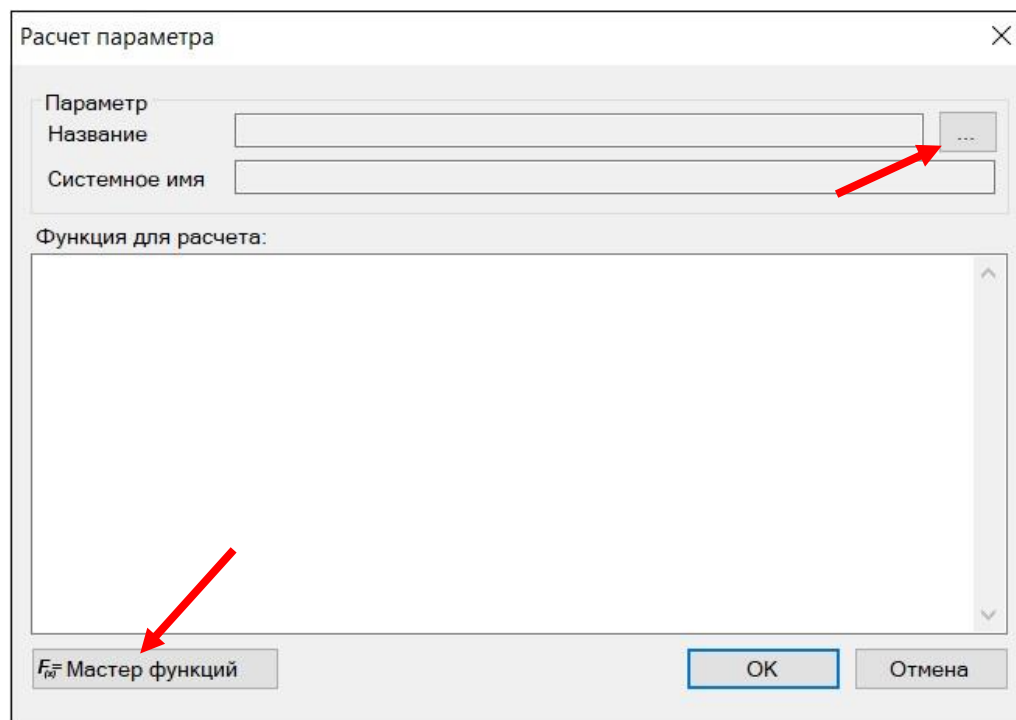 Расчет параметра
Параметр
Название
...
Системное имя
Функция для расчета:
F(x)= Мастер функций
OK
Отмена